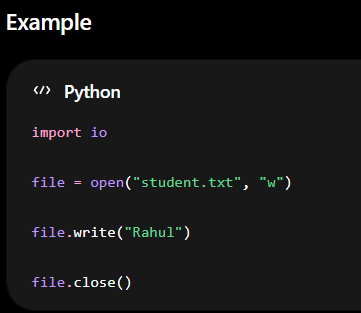 Example
Python
import io
file = open("student.txt", "w")
file.write("Rahul")
file.close()